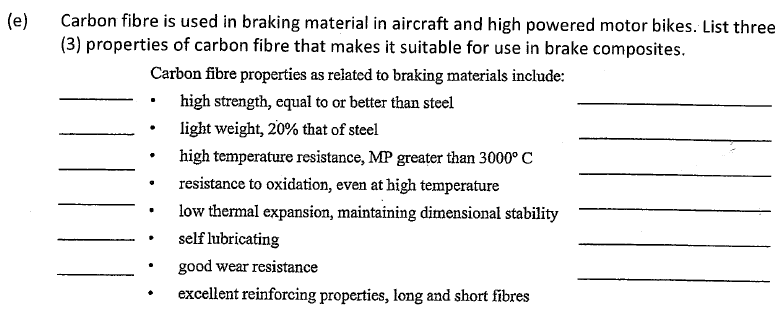 (e) Carbon fibre is used in braking material in aircraft and high powered motor bikes. List three
(3) properties of carbon fibre that makes it suitable for use in brake composites.
Carbon fibre properties as related to braking materials include:
• high strength, equal to or better than steel
• light weight, 20% that of steel
• high temperature resistance, MP greater than 3000° C
• resistance to oxidation, even at high temperature
• low thermal expansion, maintaining dimensional stability
• self lubricating
• good wear resistance
• excellent reinforcing properties, long and short fibres